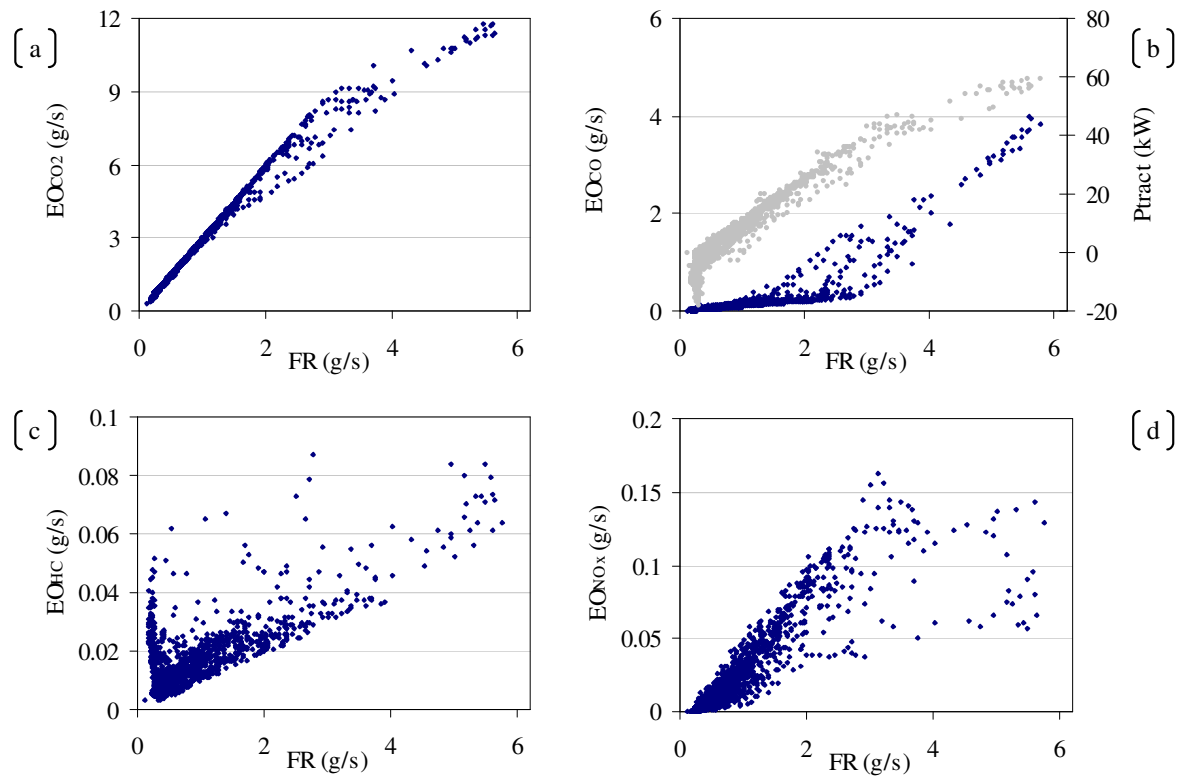 [a]
12
9
6
3
0
EOCO2 (g/s)
0 2 4 6
FR (g/s)
[b]
6
4
2
0
EOCO (g/s)
80
60
40
20
0
-20
Ptract (kW)
0 2 4 6
FR (g/s)
[c]
0.1
0.08
0.06
0.04
0.02
0
EOHC (g/s)
0 2 4 6
FR (g/s)
[d]
0.2
0.15
0.1
0.05
0
EONOx (g/s)
0 2 4 6
FR (g/s)